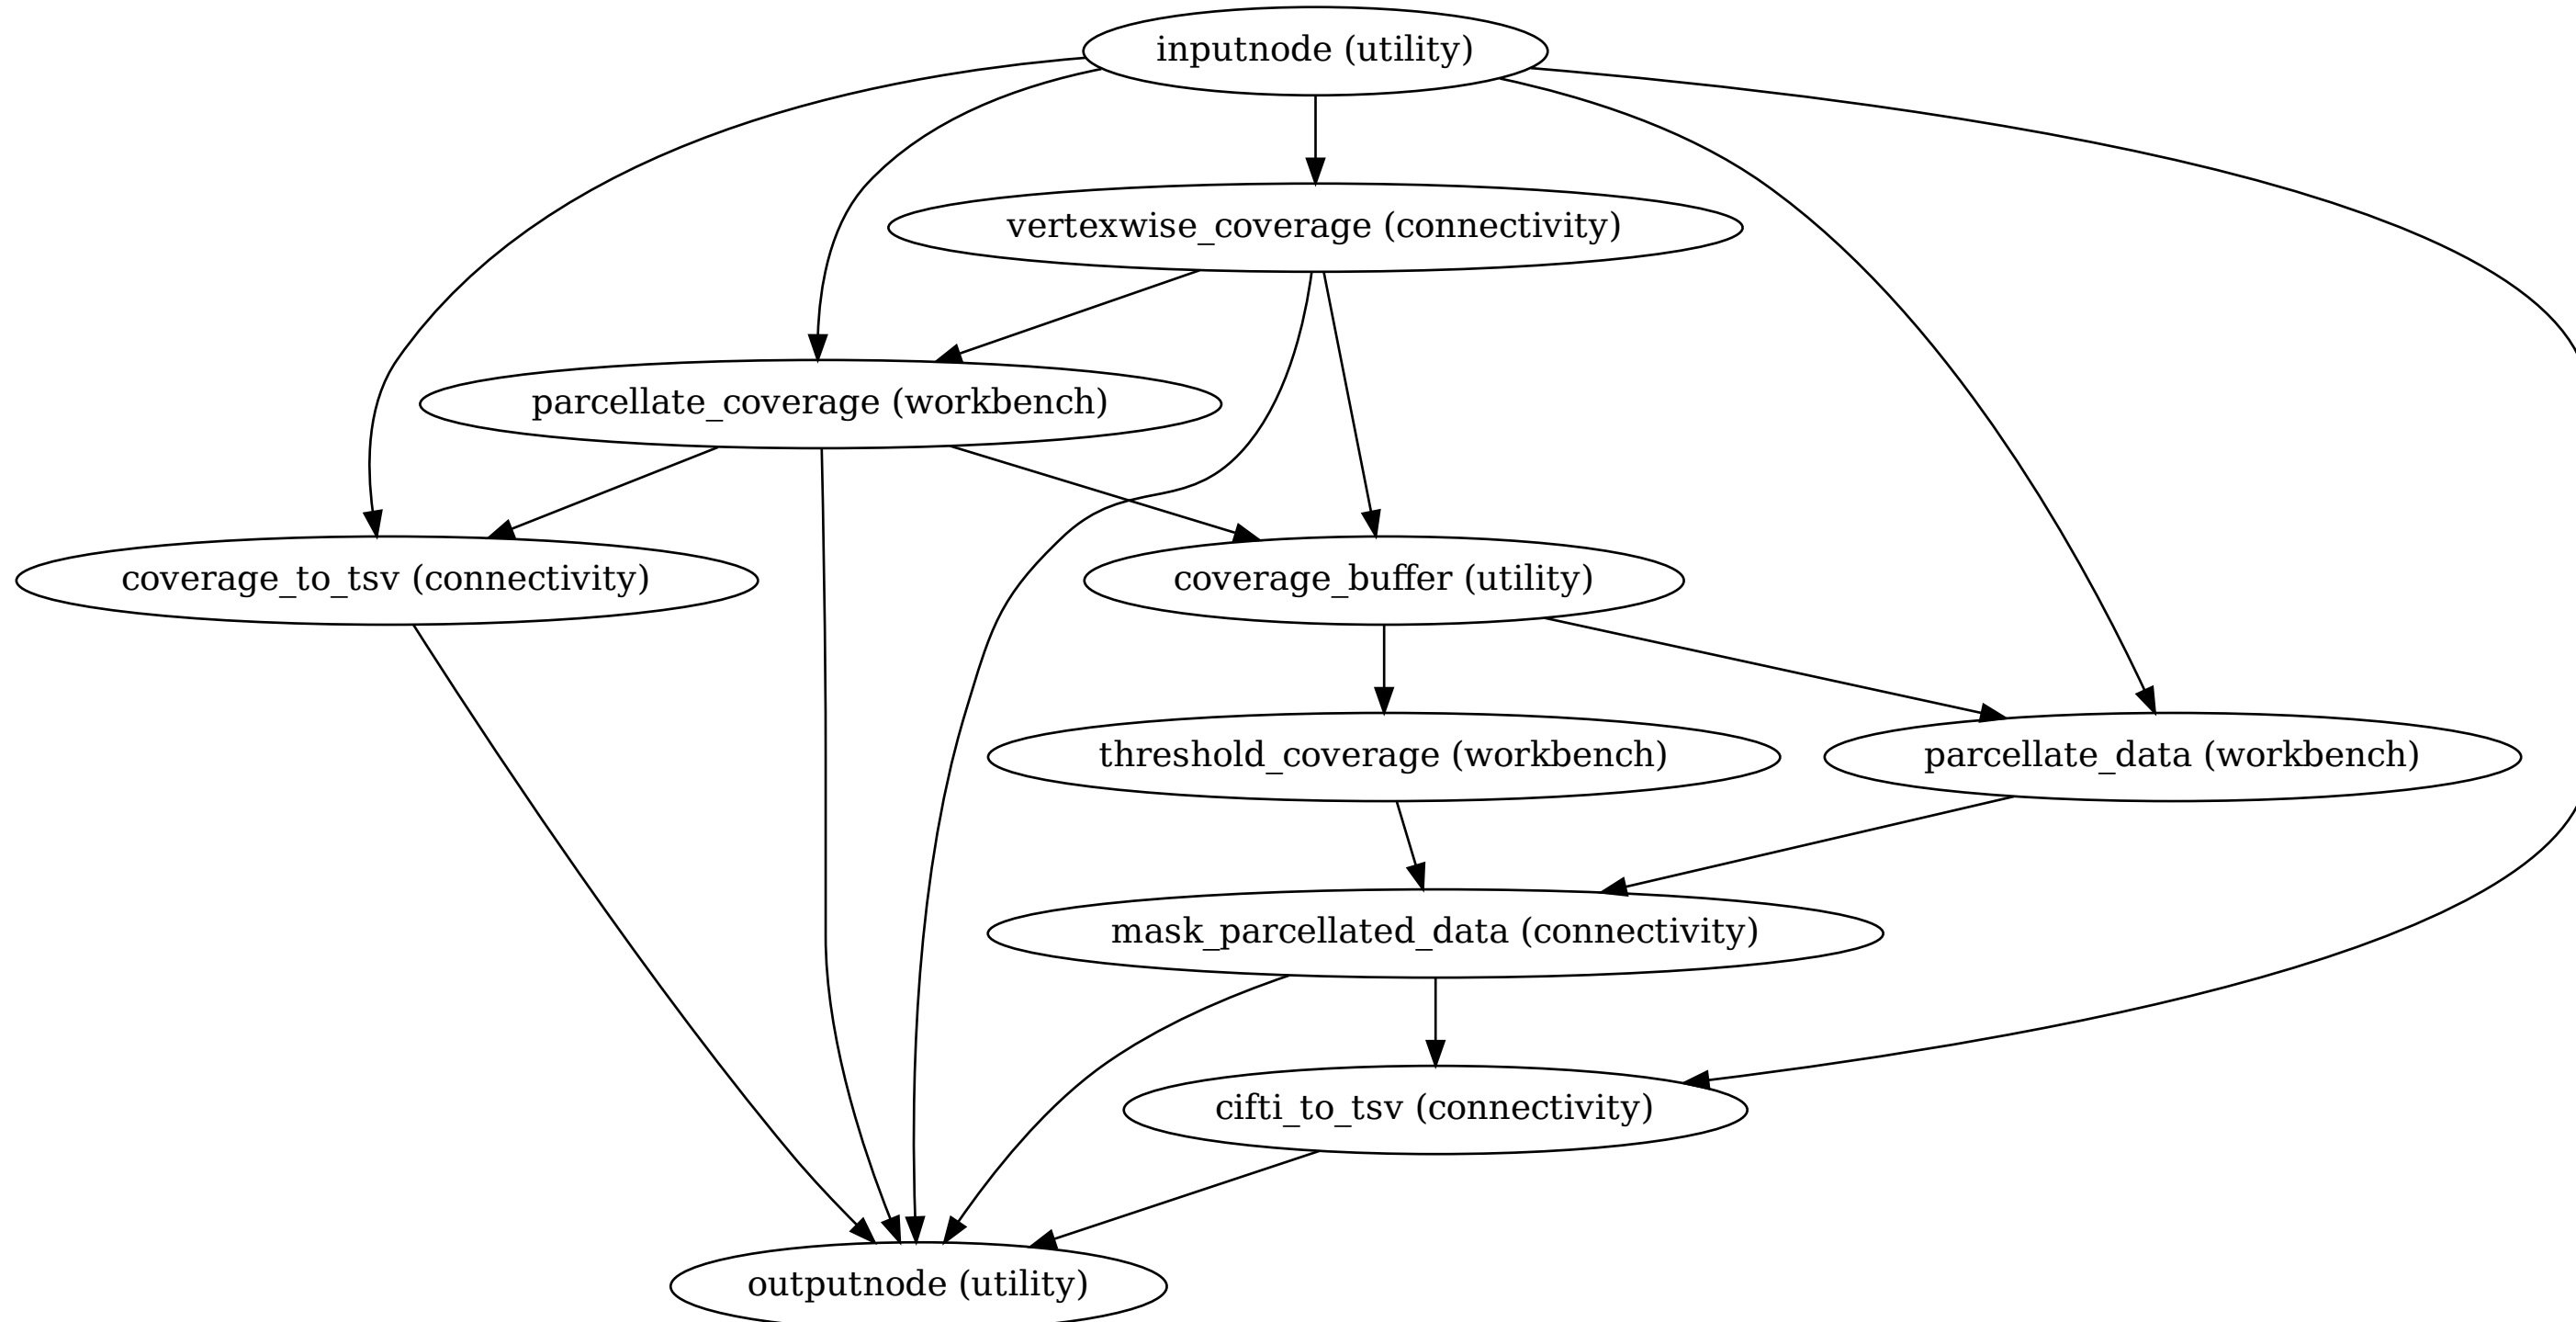 inputnode (utility)
vertexwise_coverage (connectivity)
parcellate_coverage (workbench)
coverage_to_tsv (connectivity)
coverage_buffer (utility)
threshold_coverage (workbench)
parcellate_data (workbench)
mask_parcellated_data (connectivity)
cifti_to_tsv (connectivity)
outputnode (utility)